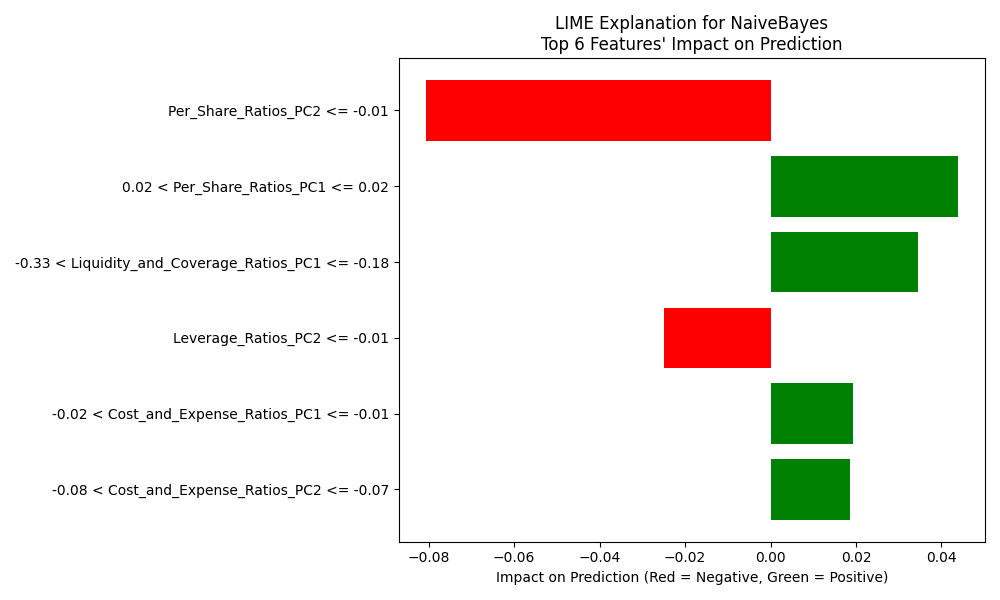 LIME Explanation for NaiveBayes
Top 6 Features' Impact on Prediction
Per_Share_Ratios_PC2 <= -0.01
0.02 < Per_Share_Ratios_PC1 <= 0.02
-0.33 < Liquidity_and_Coverage_Ratios_PC1 <= -0.18
Leverage_Ratios_PC2 <= -0.01
-0.02 < Cost_and_Expense_Ratios_PC1 <= -0.01
-0.08 < Cost_and_Expense_Ratios_PC2 <= -0.07
−0.08 −0.06 −0.04 −0.02 0.00 0.02 0.04
Impact on Prediction (Red = Negative, Green = Positive)